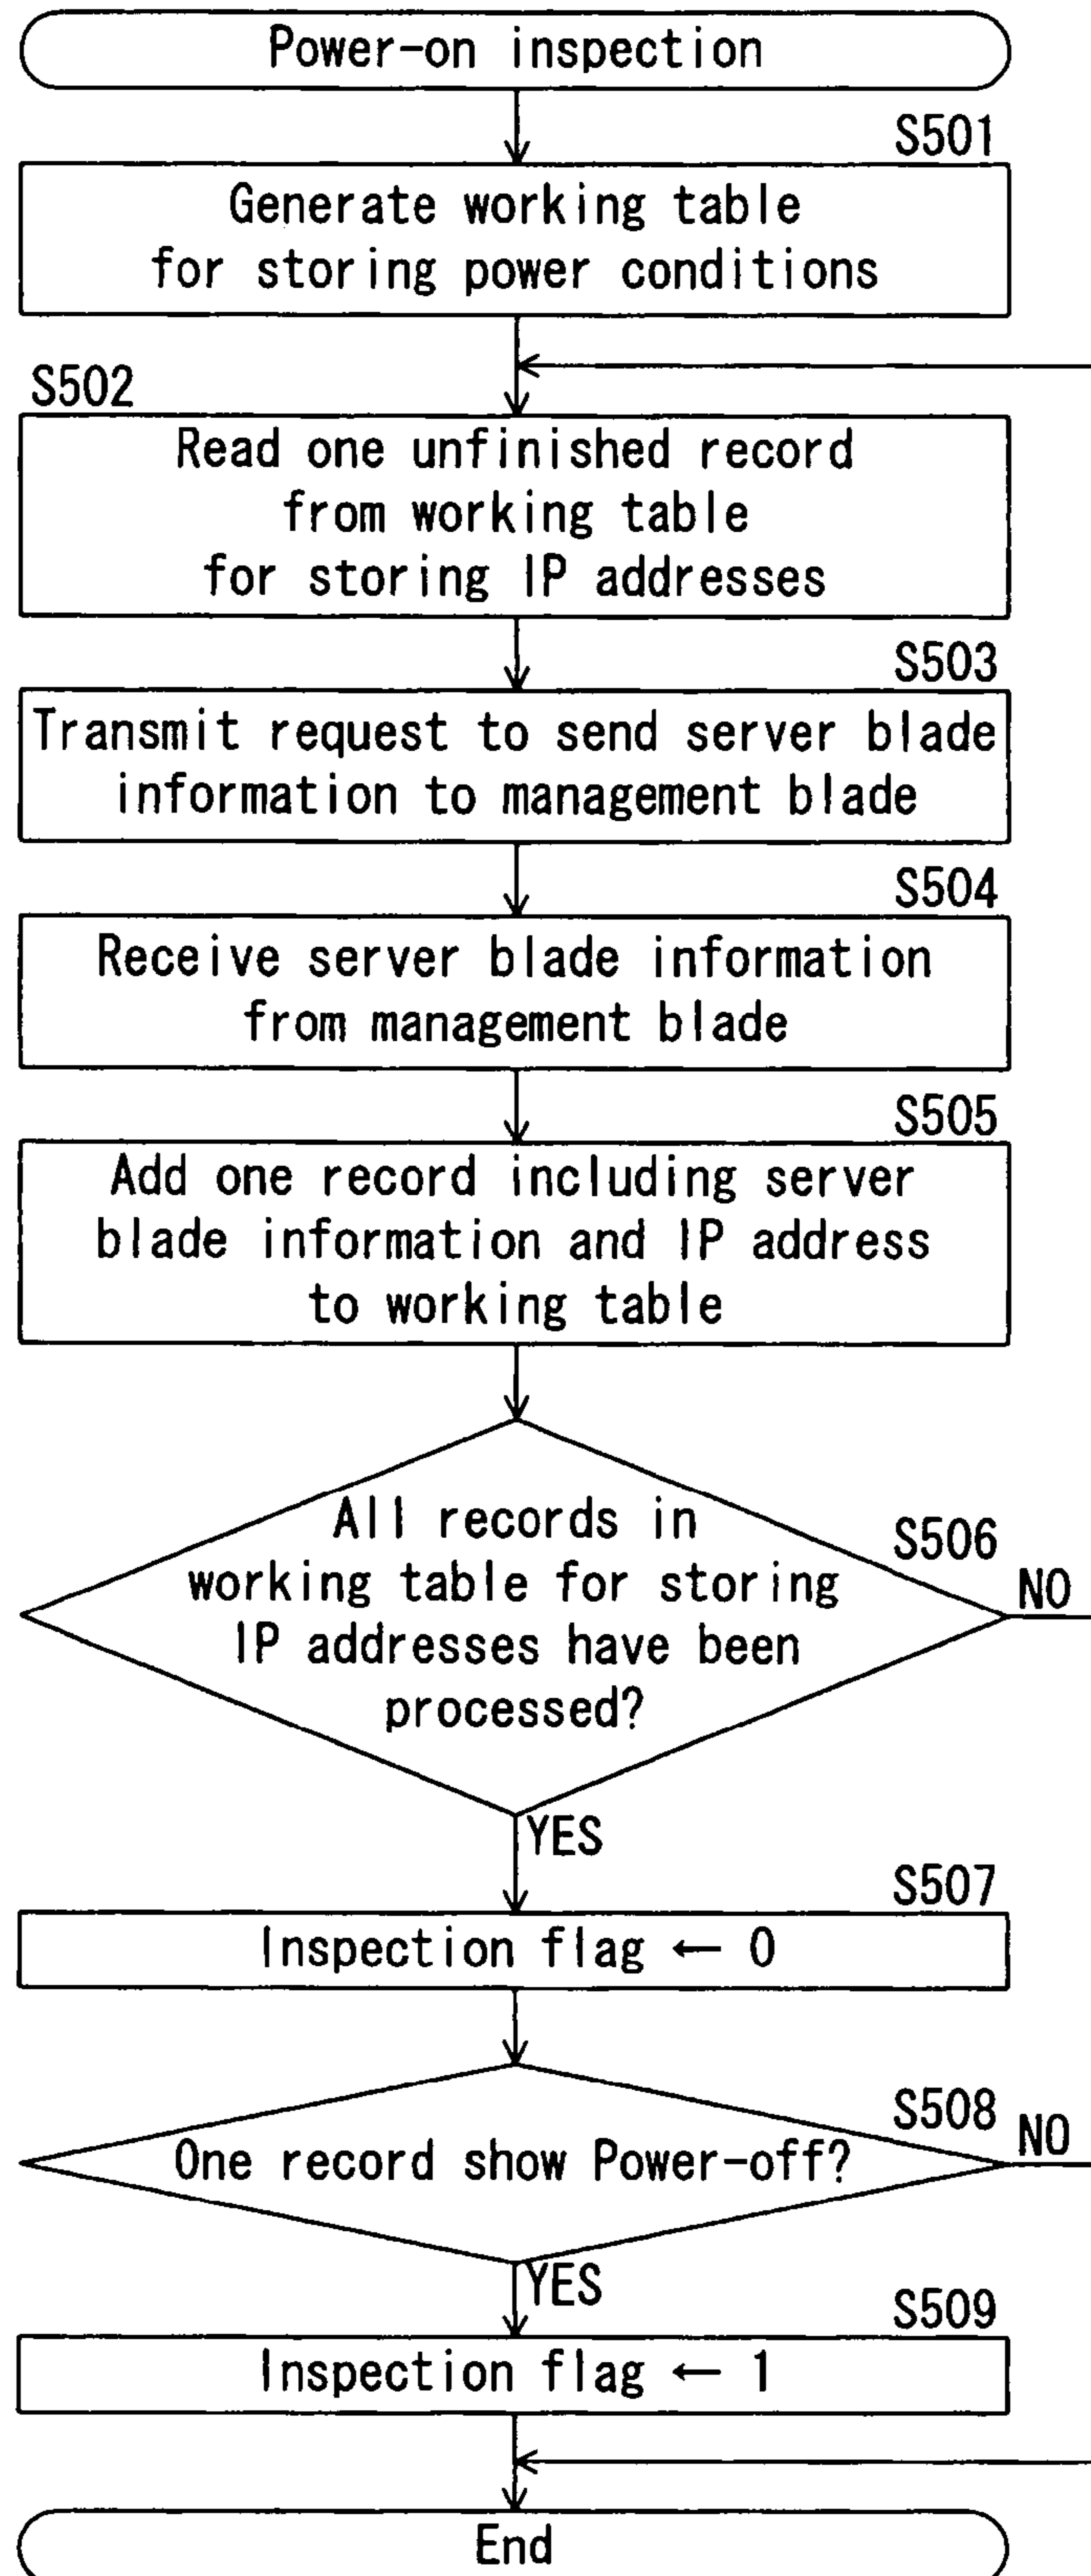 Power-on inspection
S501
Generate working table
for storing power conditions
S502
Read one unfinished record
from working table
for storing IP addresses
S503
Transmit request to send server blade
information to management blade
S504
Receive server blade information
from management blade
S505
Add one record including server
blade information and IP address
to working table
S506
All records in
working table for storing
IP addresses have been
processed?
NO
YES
S507
Inspection flag ← 0
S508
One record show Power-off?
NO
YES
S509
Inspection flag ← 1
End